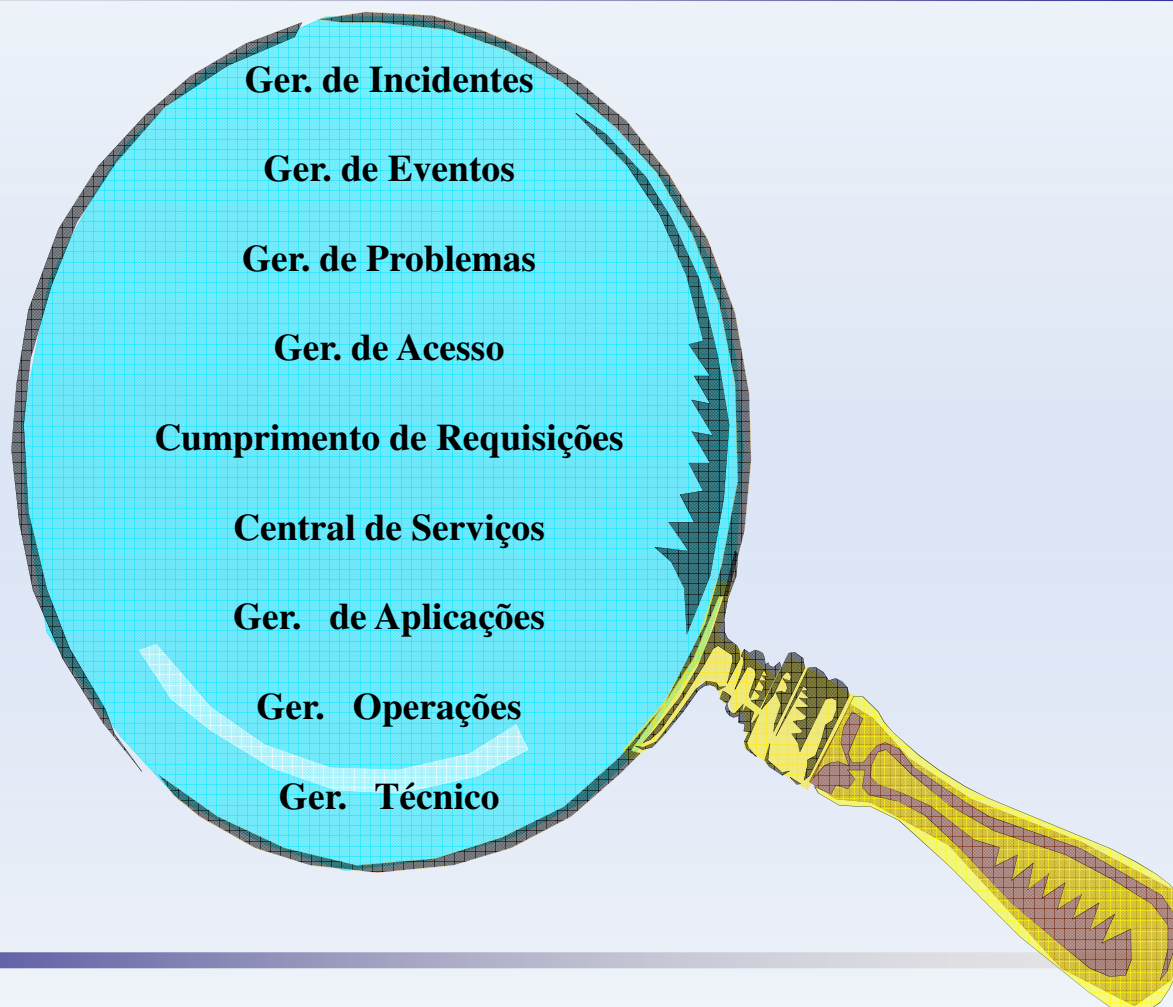 Ger. de Incidentes
Ger. de Eventos
Ger. de Problemas
Ger. de Acesso
Cumprimento de Requisições
Central de Serviços
Ger. de Aplicações
Ger. Operações
Ger. Técnico